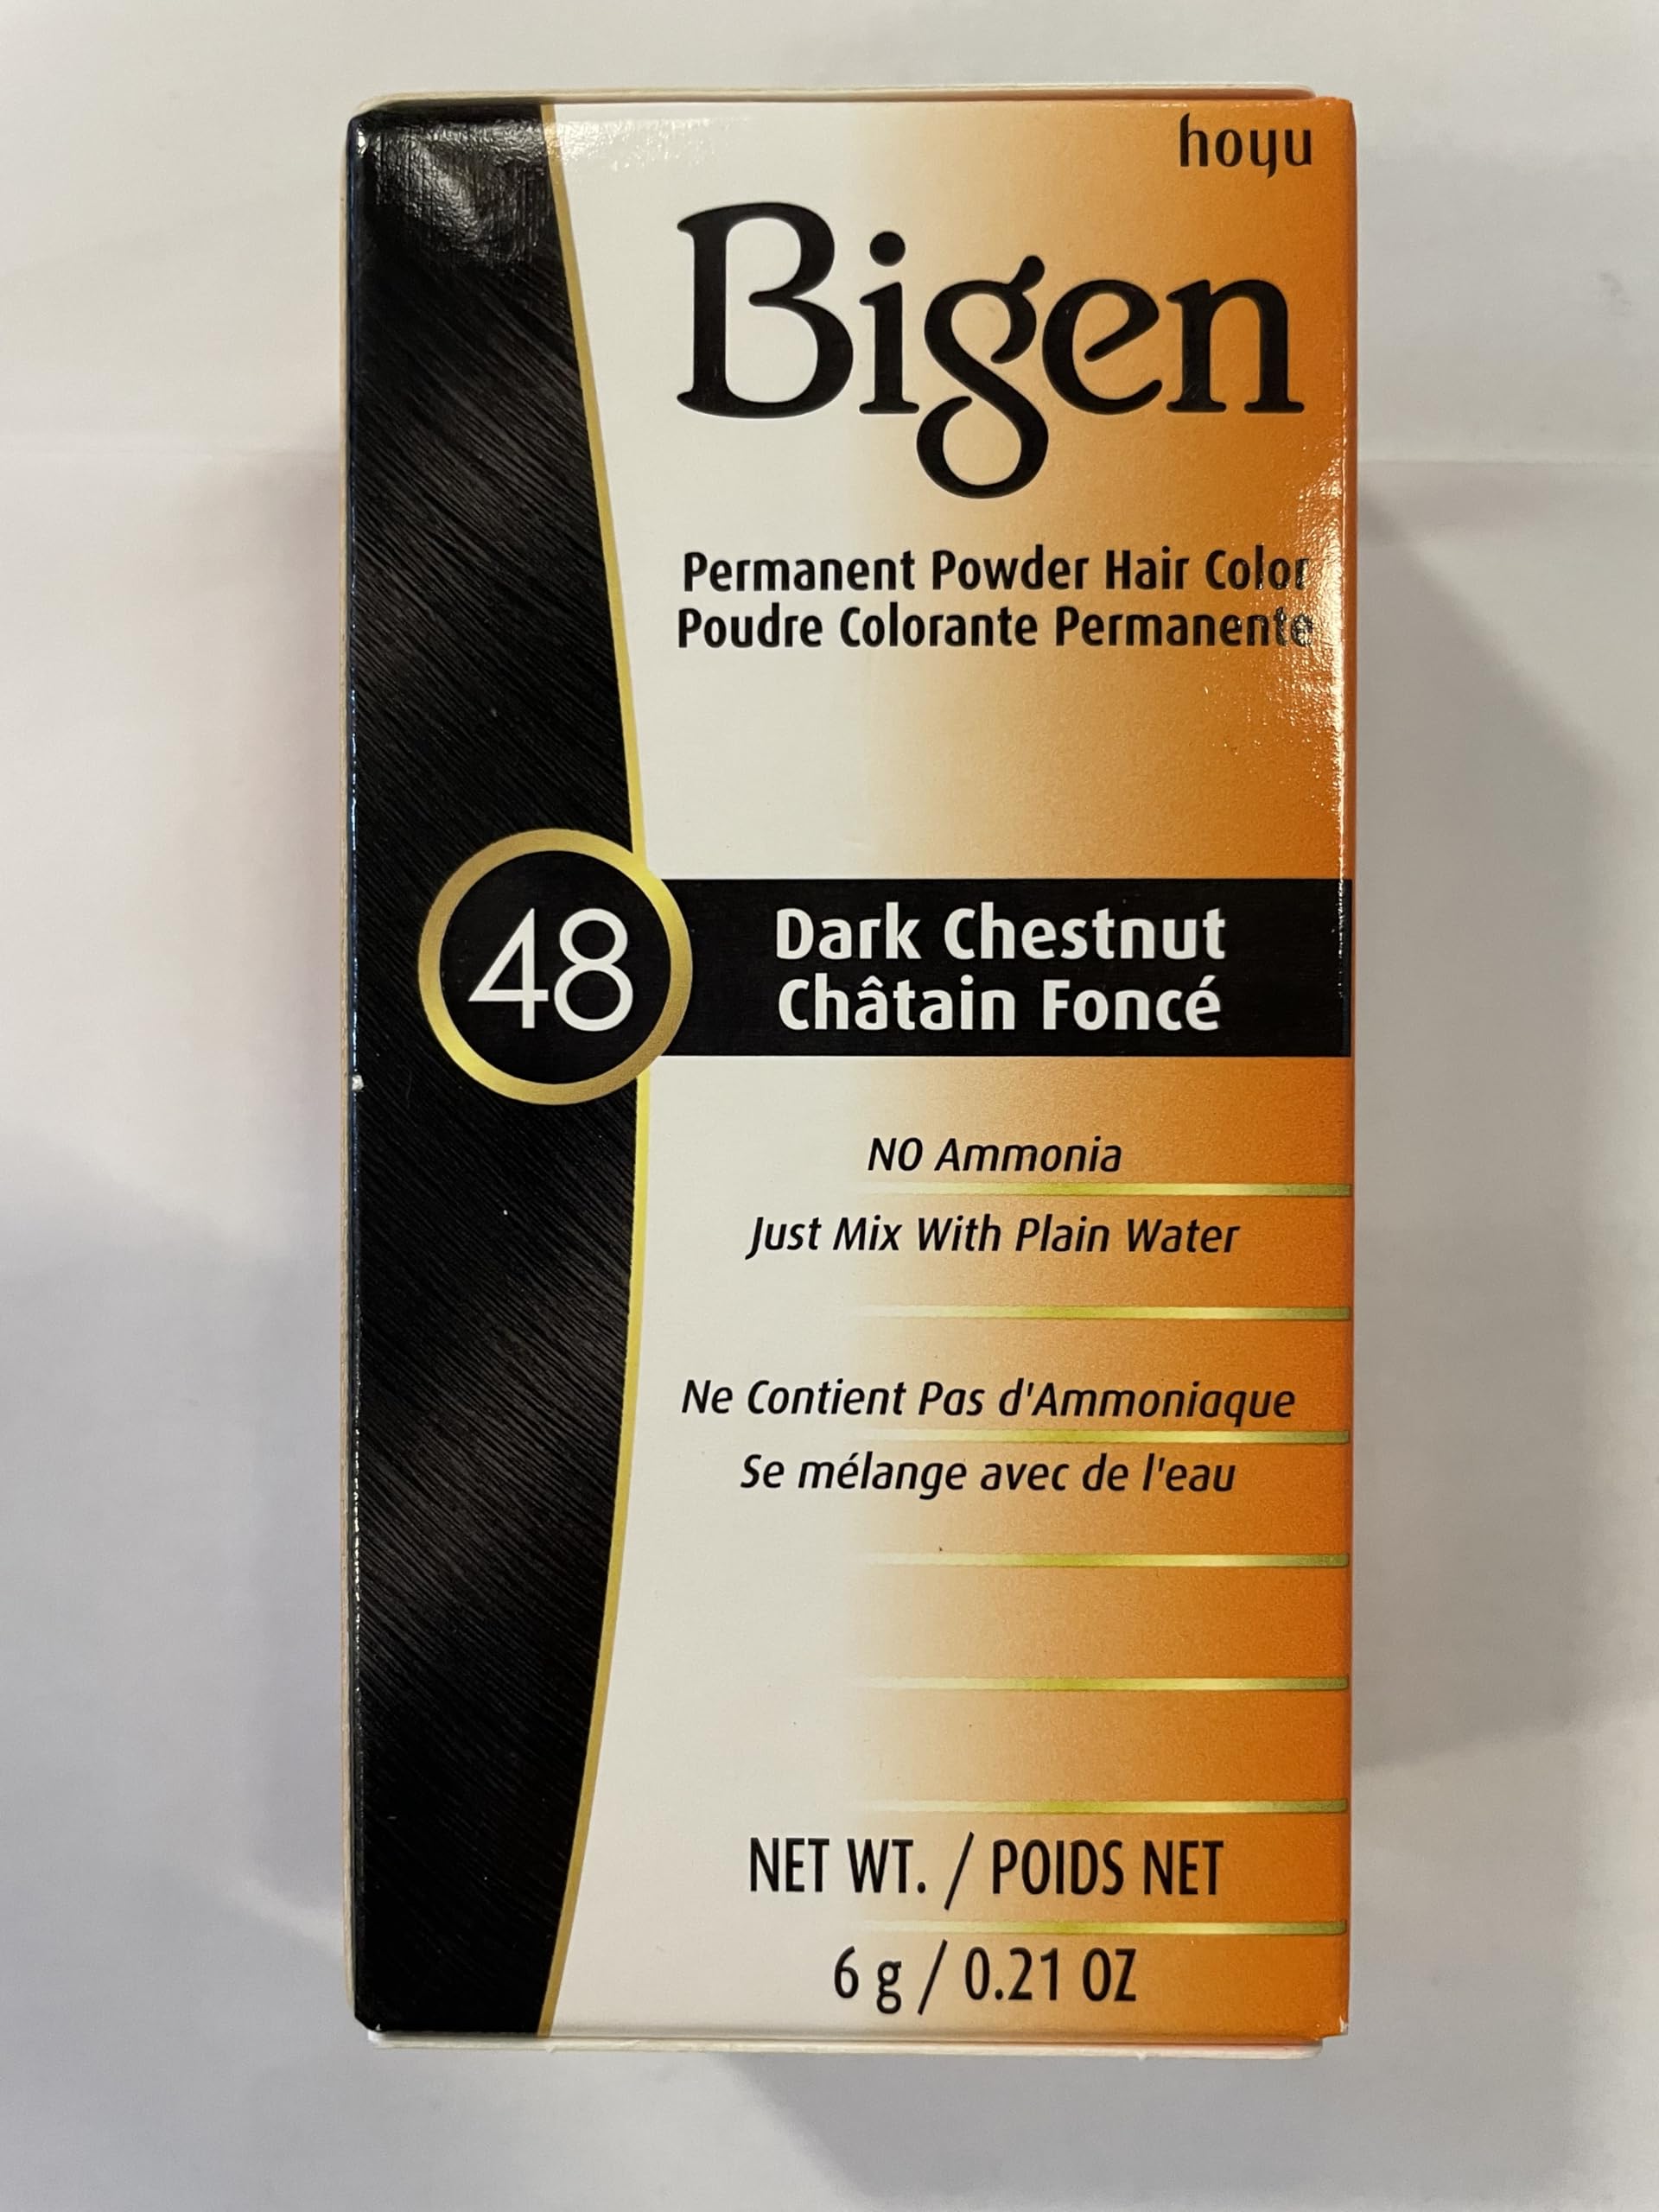 hoyu
Bigen
Permanent Powder Hair Color
Poudre Colorante Permanente
48
Dark Chestnut
Châtain Foncé
NO Ammonia
Just Mix With Plain Water
Ne Contient Pas d'Ammoniaque
Se mélange avec de l'eau
NET WT. / POIDS NET
6 g / 0.21 OZ